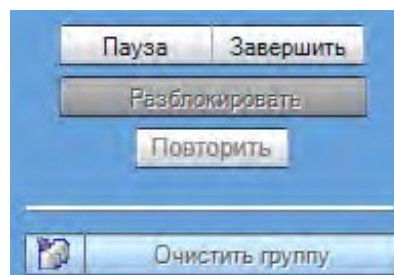 Пауза Завершить
Разблокировать
Повторить
Очистить группу